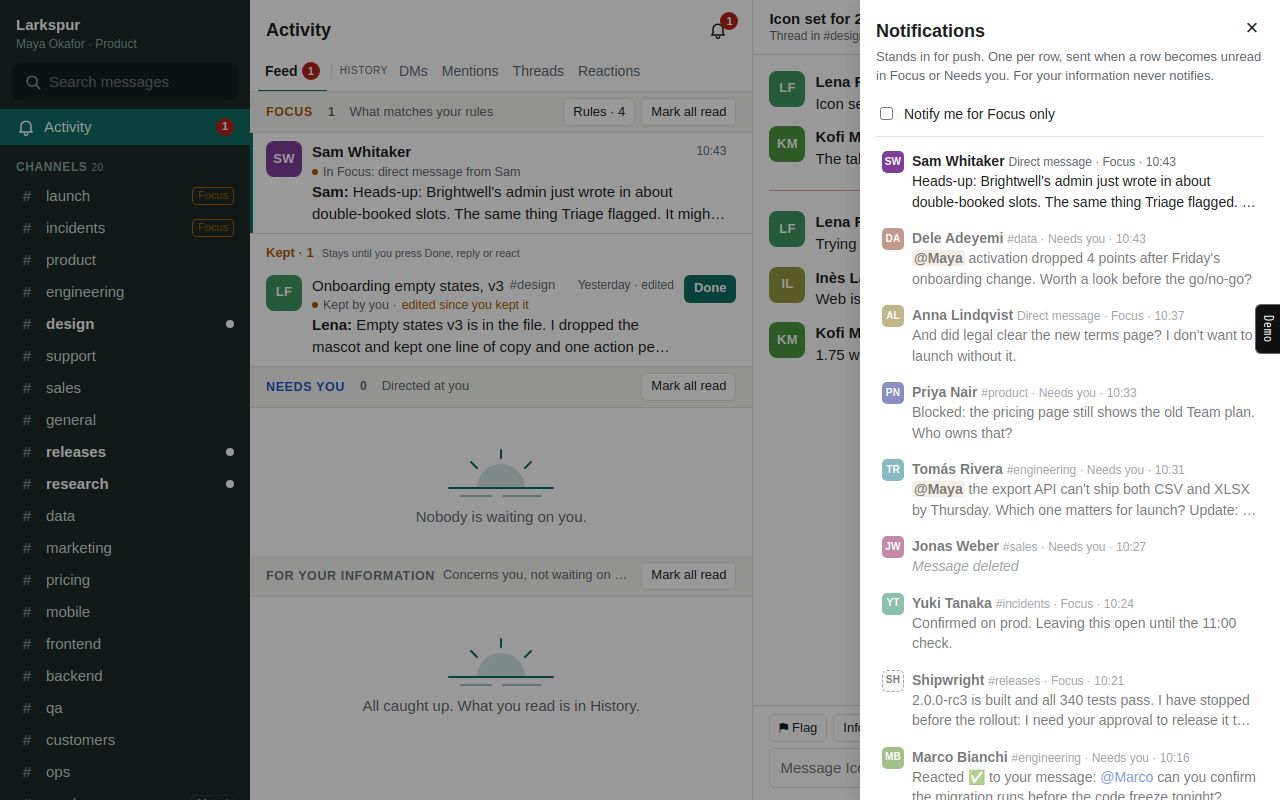 Larkspur
Maya Okafor · Product
Search messages
Activity 1
CHANNELS 20
# launch Focus
# incidents Focus
# product
# engineering
# design
# support
# sales
# general
# releases
# research
# data
# marketing
# pricing
# mobile
# frontend
# backend
# qa
# customers
# ops
Activity 1
Feed 1 HISTORY DMs Mentions Threads Reactions
FOCUS 1 What matches your rules Rules · 4 Mark all read
SW Sam Whitaker 10:43
In Focus: direct message from Sam
Sam: Heads-up: Brightwell's admin just wrote in about
double-booked slots. The same thing Triage flagged. It migh…
Kept · 1 Stays until you press Done, reply or react
LF Onboarding empty states, v3 #design Yesterday · edited Done
Kept by you · edited since you kept it
Lena: Empty states v3 is in the file. I dropped the
mascot and kept one line of copy and one action pe…
NEEDS YOU 0 Directed at you Mark all read
Nobody is waiting on you.
FOR YOUR INFORMATION Concerns you, not waiting on … Mark all read
All caught up. What you read is in History.
Icon set for 2
Thread in #desig
LF Lena
Icon se
KM Kofi M
The ta
LF Lena
Trying
IL Inès L
Web is
KM Kofi M
1.75 w
Flag Info
Message Ico
Notifications ×
Stands in for push. One per row, sent when a row becomes unread
in Focus or Needs you. For your information never notifies.
Notify me for Focus only
SW Sam Whitaker Direct message · Focus · 10:43
Heads-up: Brightwell's admin just wrote in about
double-booked slots. The same thing Triage flagged. …
DA Dele Adeyemi #data · Needs you · 10:43
@Maya activation dropped 4 points after Friday's
onboarding change. Worth a look before the go/no-go?
AL Anna Lindqvist Direct message · Focus · 10:37
And did legal clear the new terms page? I don't want to
launch without it.
Demo
PN Priya Nair #product · Needs you · 10:33
Blocked: the pricing page still shows the old Team plan.
Who owns that?
TR Tomás Rivera #engineering · Needs you · 10:31
@Maya the export API can't ship both CSV and XLSX
by Thursday. Which one matters for launch? Update: …
JW Jonas Weber #sales · Needs you · 10:27
Message deleted
YT Yuki Tanaka #incidents · Focus · 10:24
Confirmed on prod. Leaving this open until the 11:00
check.
SH Shipwright #releases · Focus · 10:21
2.0.0-rc3 is built and all 340 tests pass. I have stopped
before the rollout: I need your approval to release it t…
MB Marco Bianchi #engineering · Needs you · 10:16
Reacted ✅ to your message: @Marco can you confirm
the migration runs before the code freeze tonight?